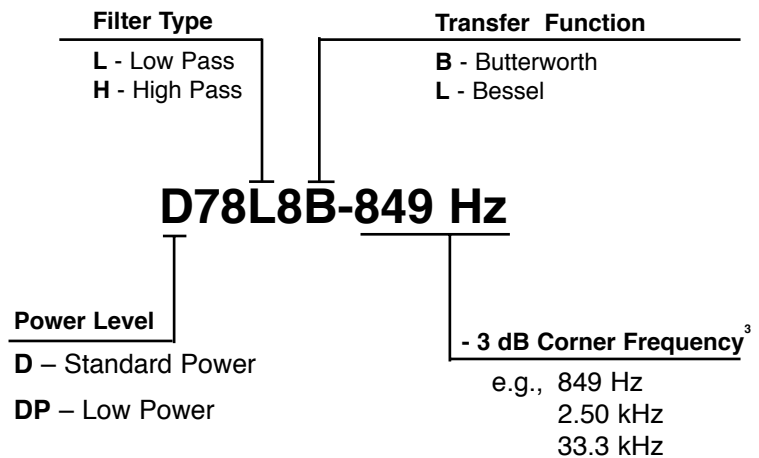 Filter Type
L - Low Pass
H - High Pass
Transfer Function
B - Butterworth
L - Bessel
D78L8B-849 Hz
Power Level
D – Standard Power
DP – Low Power
- 3 dB Corner Frequency³
e.g., 849 Hz
2.50 kHz
33.3 kHz